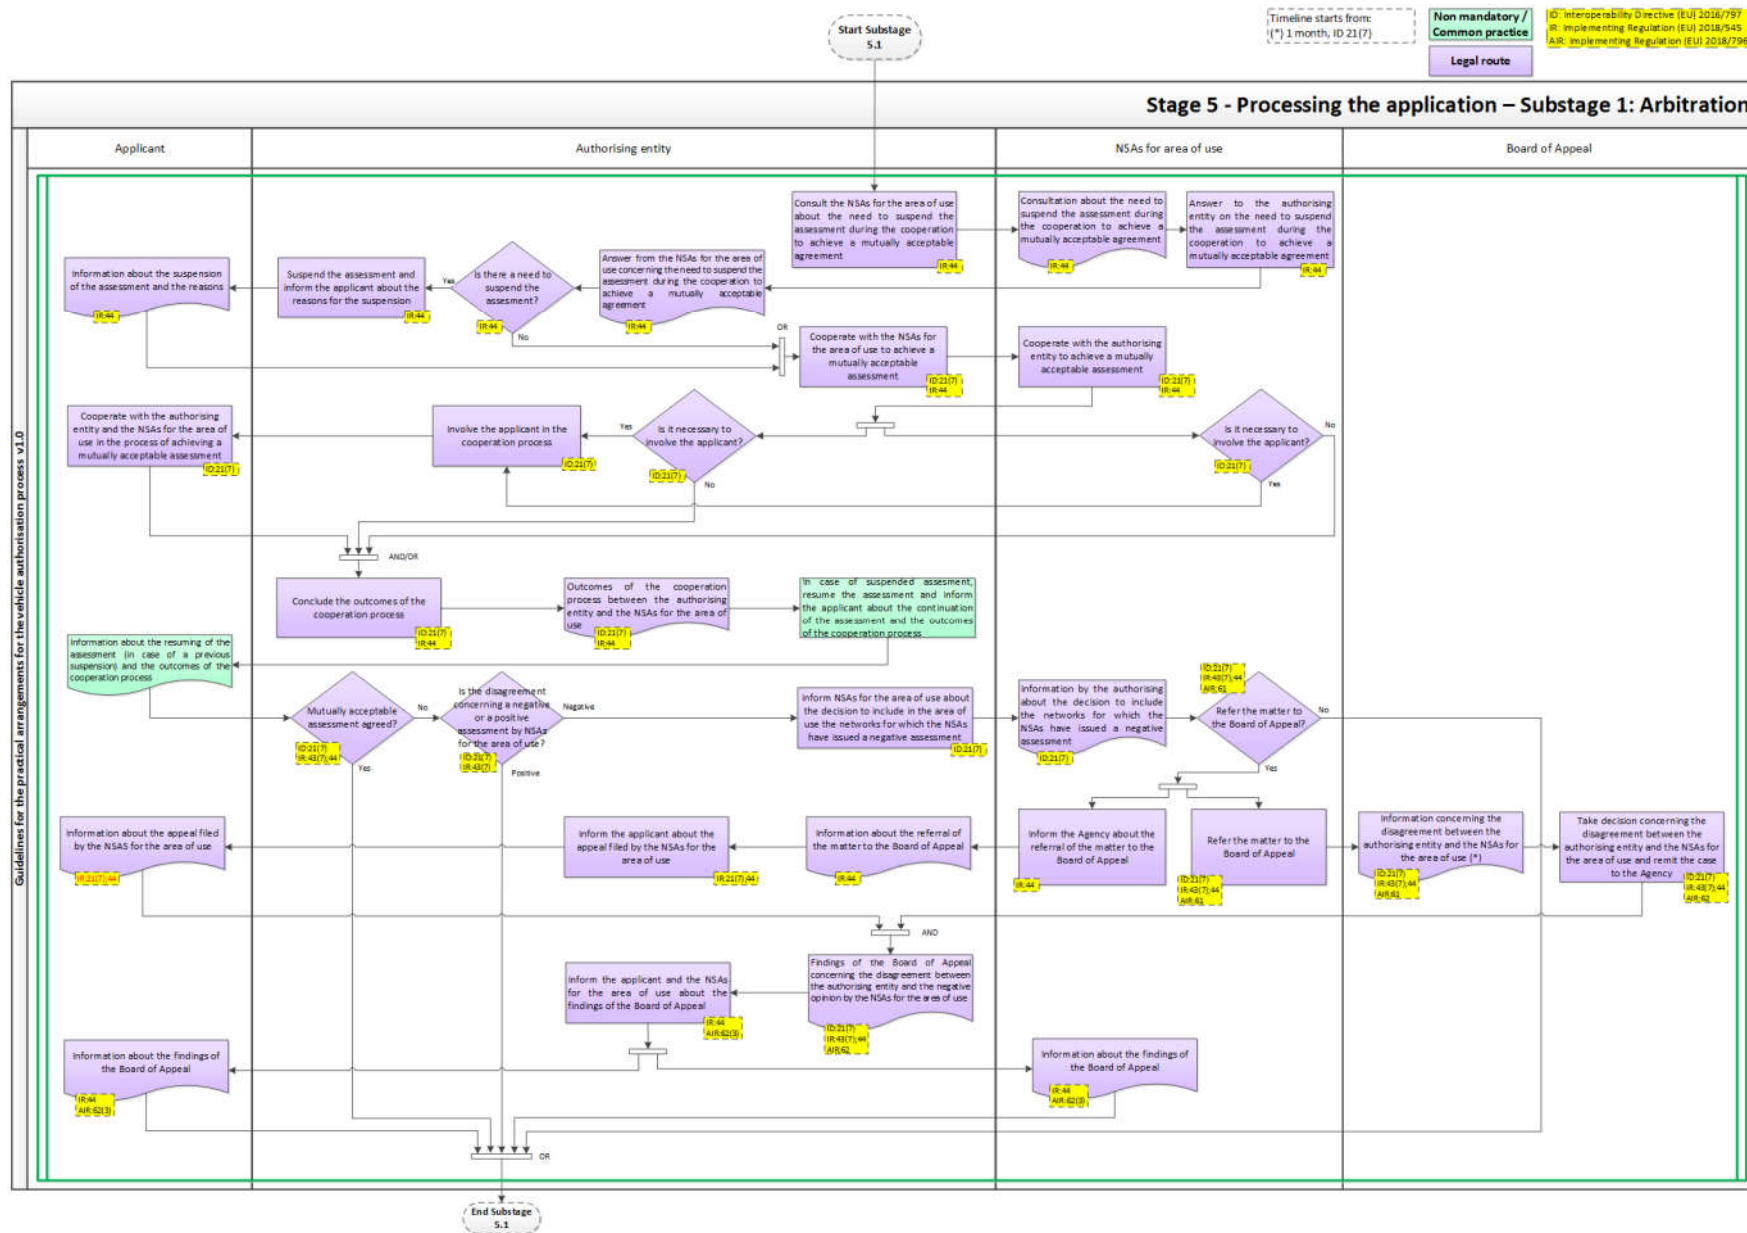 Start Substage
5.1
Timeline starts from:
(*) 1 month, ID 21(7)
Non mandatory /
Common practice
Legal route
ID: Interoperability Directive (EU) 2016/797
IR: Implementing Regulation (EU) 2018/545
AIR: Implementing Regulation (EU) 2018/796
Stage 5 - Processing the application – Substage 1: Arbitration
Guidelines for the practical arrangements for the vehicle authorisation process v1.0
Applicant
Authorising entity
NSAs for area of use
Board of Appeal
Consult the NSAs for the area of use
about the need to suspend the
assessment during the cooperation
to achieve a mutually acceptable
agreement
IR:44
Consultation about the need to
suspend the assessment during
the cooperation to achieve a
mutually acceptable agreement
IR:44
Answer to the authorising
entity on the need to suspend
the assessment during the
cooperation to achieve a
mutually acceptable agreement
IR:44
Information about the suspension
of the assessment and the reasons
IR:44
Suspend the assessment and
inform the applicant about the
reasons for the suspension
IR:44
Yes
Is there a need to
suspend the
assesment?
IR:44
No
Answer from the NSAs for the area of
use concerning the need to suspend the
assessment during the cooperation to
achieve a mutually acceptable
agreement
IR:44
OR
Cooperate with the NSAs for
the area of use to achieve a
mutually acceptable
assessment
ID:21(7)
IR:44
Cooperate with the authorising
entity to achieve a mutually
acceptable assessment
ID:21(7)
IR:44
Cooperate with the authorising
entity and the NSAs for the area of
use in the process of achieving a
mutually acceptable assessment
ID:21(7)
Involve the applicant in the
cooperation process
ID:21(7)
Yes
Is it necessary to
involve the applicant?
ID:21(7)
No
Is it necessary to
involve the applicant?
ID:21(7)
No
Yes
AND/OR
Conclude the outcomes of the
cooperation process
ID:21(7)
IR:44
Outcomes of the cooperation
process between the authorising
entity and the NSAs for the area of
use
ID:21(7)
IR:44
In case of suspended assesment,
resume the assessment and inform
the applicant about the continuation
of the assessment and the outcomes
of the cooperation process
Information about the resuming of the
assessment (in case of a previous
suspension) and the outcomes of the
cooperation process
Mutually acceptable
assessment agreed?
ID:21(7)
IR:43(7);44
No
Yes
Is the disagreement
concerning a negative
or a positive
assessment by NSAs
for the area of use?
ID:21(7)
IR:43(7)
Negative
Positive
Inform NSAs for the area of use about
the decision to include in the area of
use the networks for which the NSAs
have issued a negative assessment
ID:21(7)
Information by the authorising
about the decision to include
the networks for which the
NSAs have issued a negative
assessment
ID:21(7)
ID:21(7)
IR:43(7);44
AIR:61
Refer the matter to
the Board of Appeal?
No
Yes
Information about the appeal filed
by the NSAS for the area of use
IR:21(7);44
Inform the applicant about the
appeal filed by the NSAs for the
area of use
IR:21(7);44
Information about the referral of
the matter to the Board of Appeal
IR:44
Inform the Agency about the
referral of the matter to the
Board of Appeal
IR:44
Refer the matter to the
Board of Appeal
ID:21(7)
IR:43(7);44
AIR:61
Information concerning the
disagreement between the
authorising entity and the NSAs for
the area of use (*)
ID:21(7)
IR:43(7);44
AIR:61
Take decision concerning the
disagreement between the
authorising entity and the NSAs for
the area of use and remit the case
to the Agency
ID:21(7)
IR:43(7);44
AIR:62
AND
Inform the applicant and the NSAs
for the area of use about the
findings of the Board of Appeal
IR:44
AIR:62(3)
Findings of the Board of Appeal
concerning the disagreement between
the authorising entity and the negative
opinion by the NSAs for the area of use
ID:21(7)
IR:43(7);44
AIR:62
Information about the findings of
the Board of Appeal
IR:44
AIR:62(3)
Information about the findings of
the Board of Appeal
IR:44
AIR:62(3)
OR
End Substage
5.1